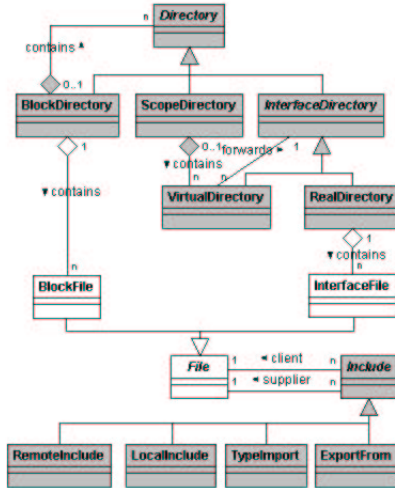 Directory
n
contains
0..1
BlockDirectory ScopeDirectory InterfaceDirectory
1 0..1 forwards 1
contains contains
n n
VirtualDirectory RealDirectory
1
contains
n n
BlockFile InterfaceFile
File 1 client n Include
1 supplier n
RemoteInclude LocalInclude TypeImport ExportFrom